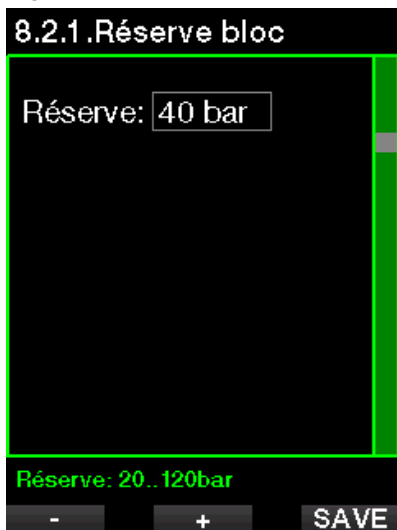 8.2.1.Réserve bloc
Réserve: 40 bar
Réserve: 20..120bar
- + SAVE